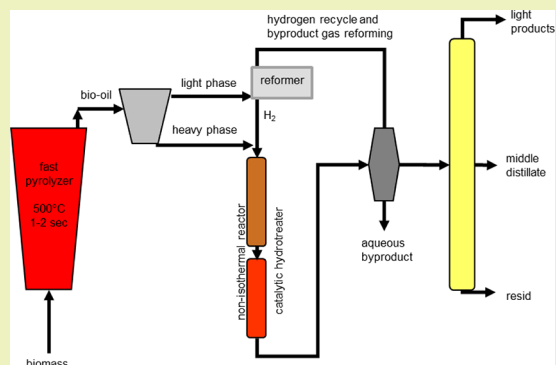 hydrogen recycle and
byproduct gas reforming
light
products
bio-oil
light phase
reformer
heavy phase
H₂
fast
pyrolyzer
500°C
1-2 sec
non-isothermal reactor
catalytic hydrotreater
middle
distillate
aqueous
byproduct
resid
biomass